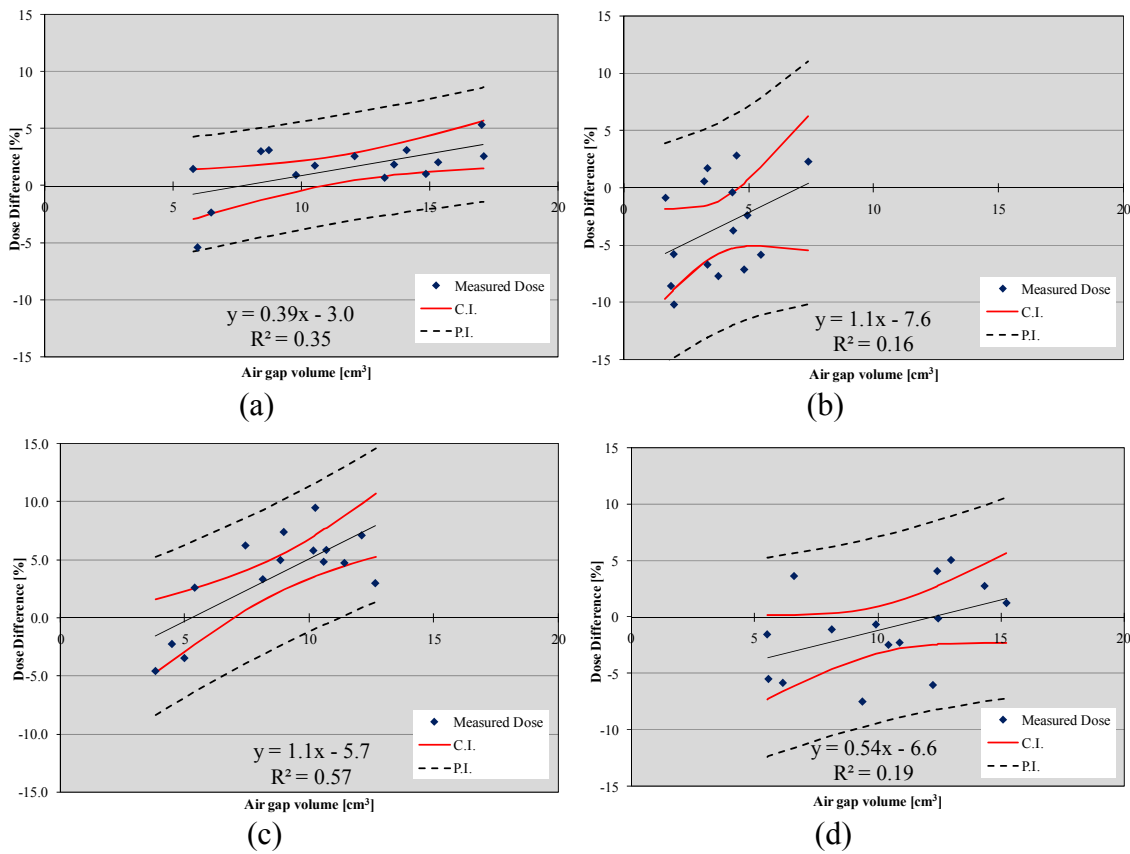 15
10
5
0
-5
-10
-15
0
5
10
15
20
Dose Difference [%]
Air gap volume [cm³]
Measured Dose
C.I.
P.I.
y = 0.39x - 3.0
R² = 0.35
(a)
15
10
5
0
-5
-10
-15
0
5
10
15
20
Dose Difference [%]
Air gap volume [cm³]
Measured Dose
C.I.
P.I.
y = 1.1x - 7.6
R² = 0.16
(b)
15.0
10.0
5.0
0.0
-5.0
-10.0
-15.0
0
5
10
15
20
Dose Difference [%]
Air gap volume [cm³]
Measured Dose
C.I.
P.I.
y = 1.1x - 5.7
R² = 0.57
(c)
15
10
5
0
-5
-10
-15
0
5
10
15
20
Dose Difference [%]
Air gap volume [cm³]
Measured Dose
C.I.
P.I.
y = 0.54x - 6.6
R² = 0.19
(d)